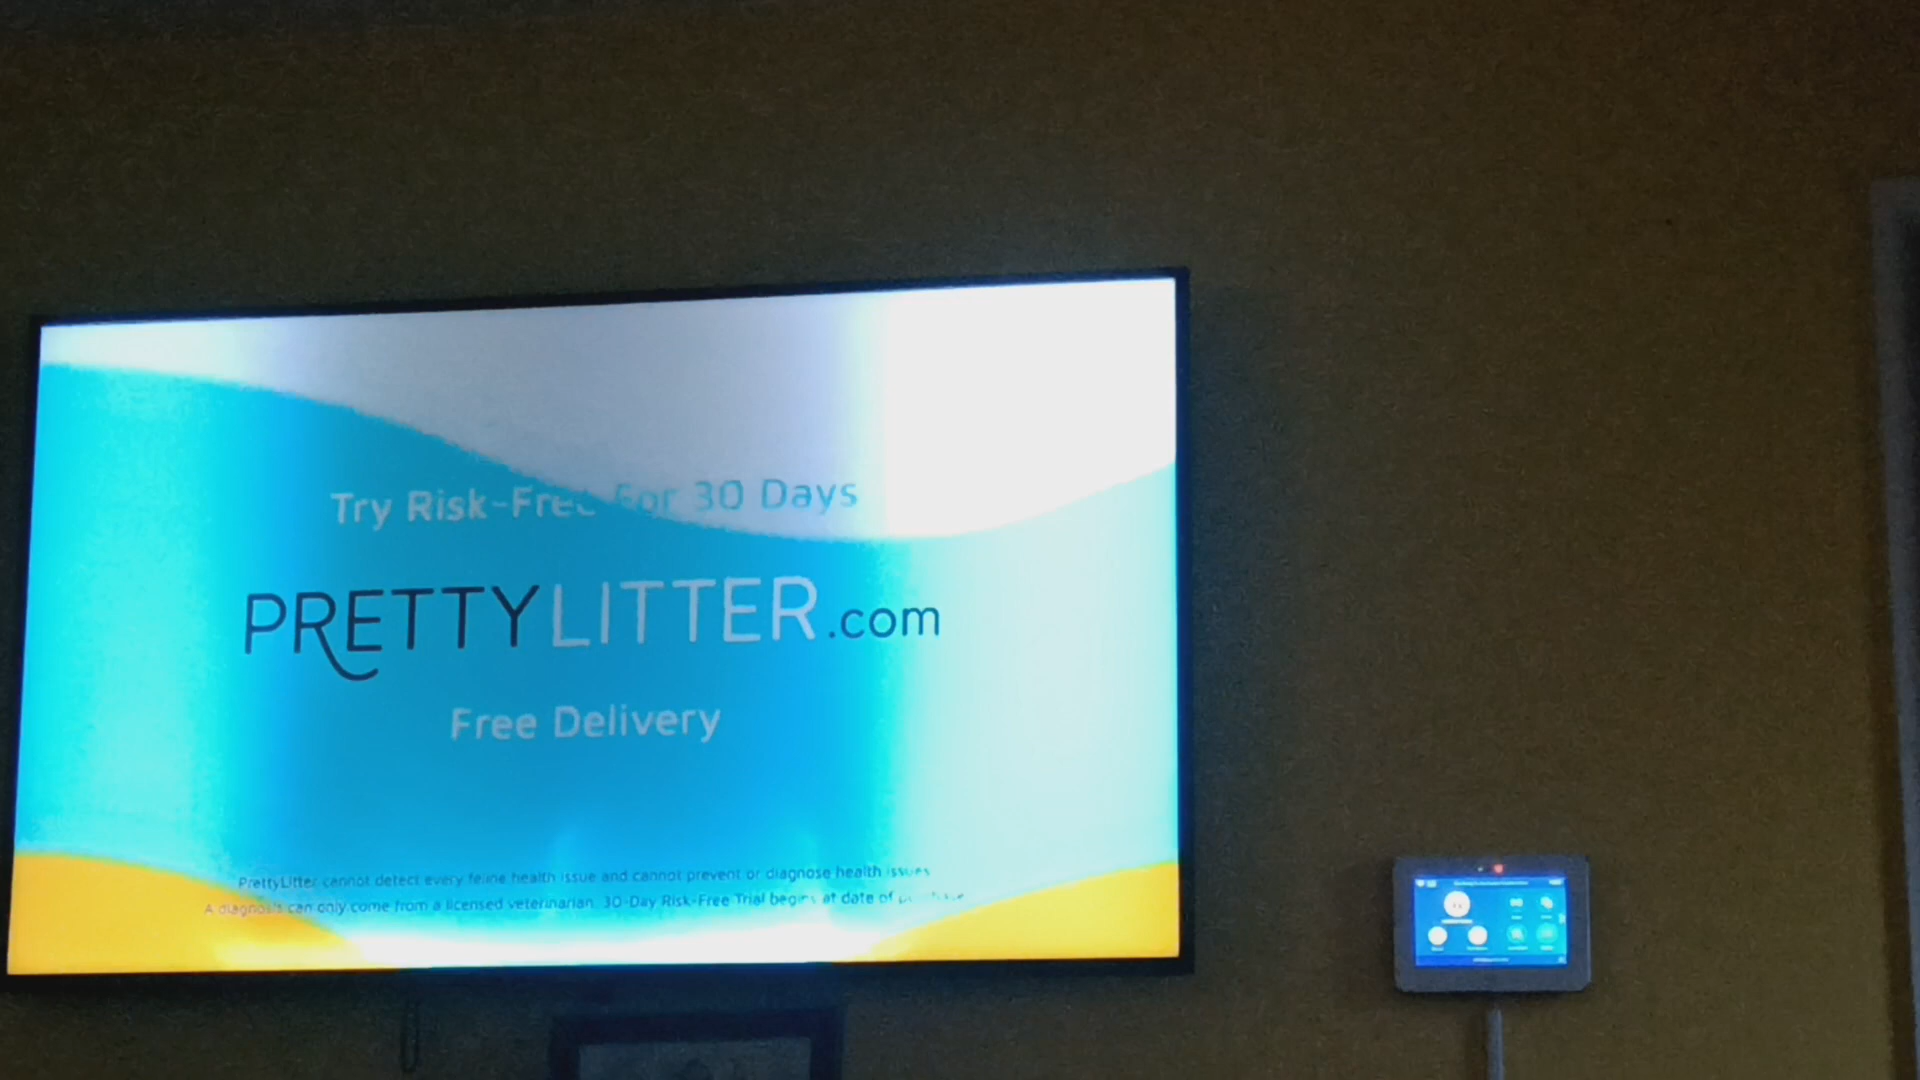 Try Risk-Free For 30 Days
PRETTYLITTER.com
Free Delivery
PrettyLitter cannot detect every feline health issue and cannot prevent or diagnose health issues
A diagnosis can only come from a licensed veterinarian. 30-Day Risk-Free Trial begins at date of